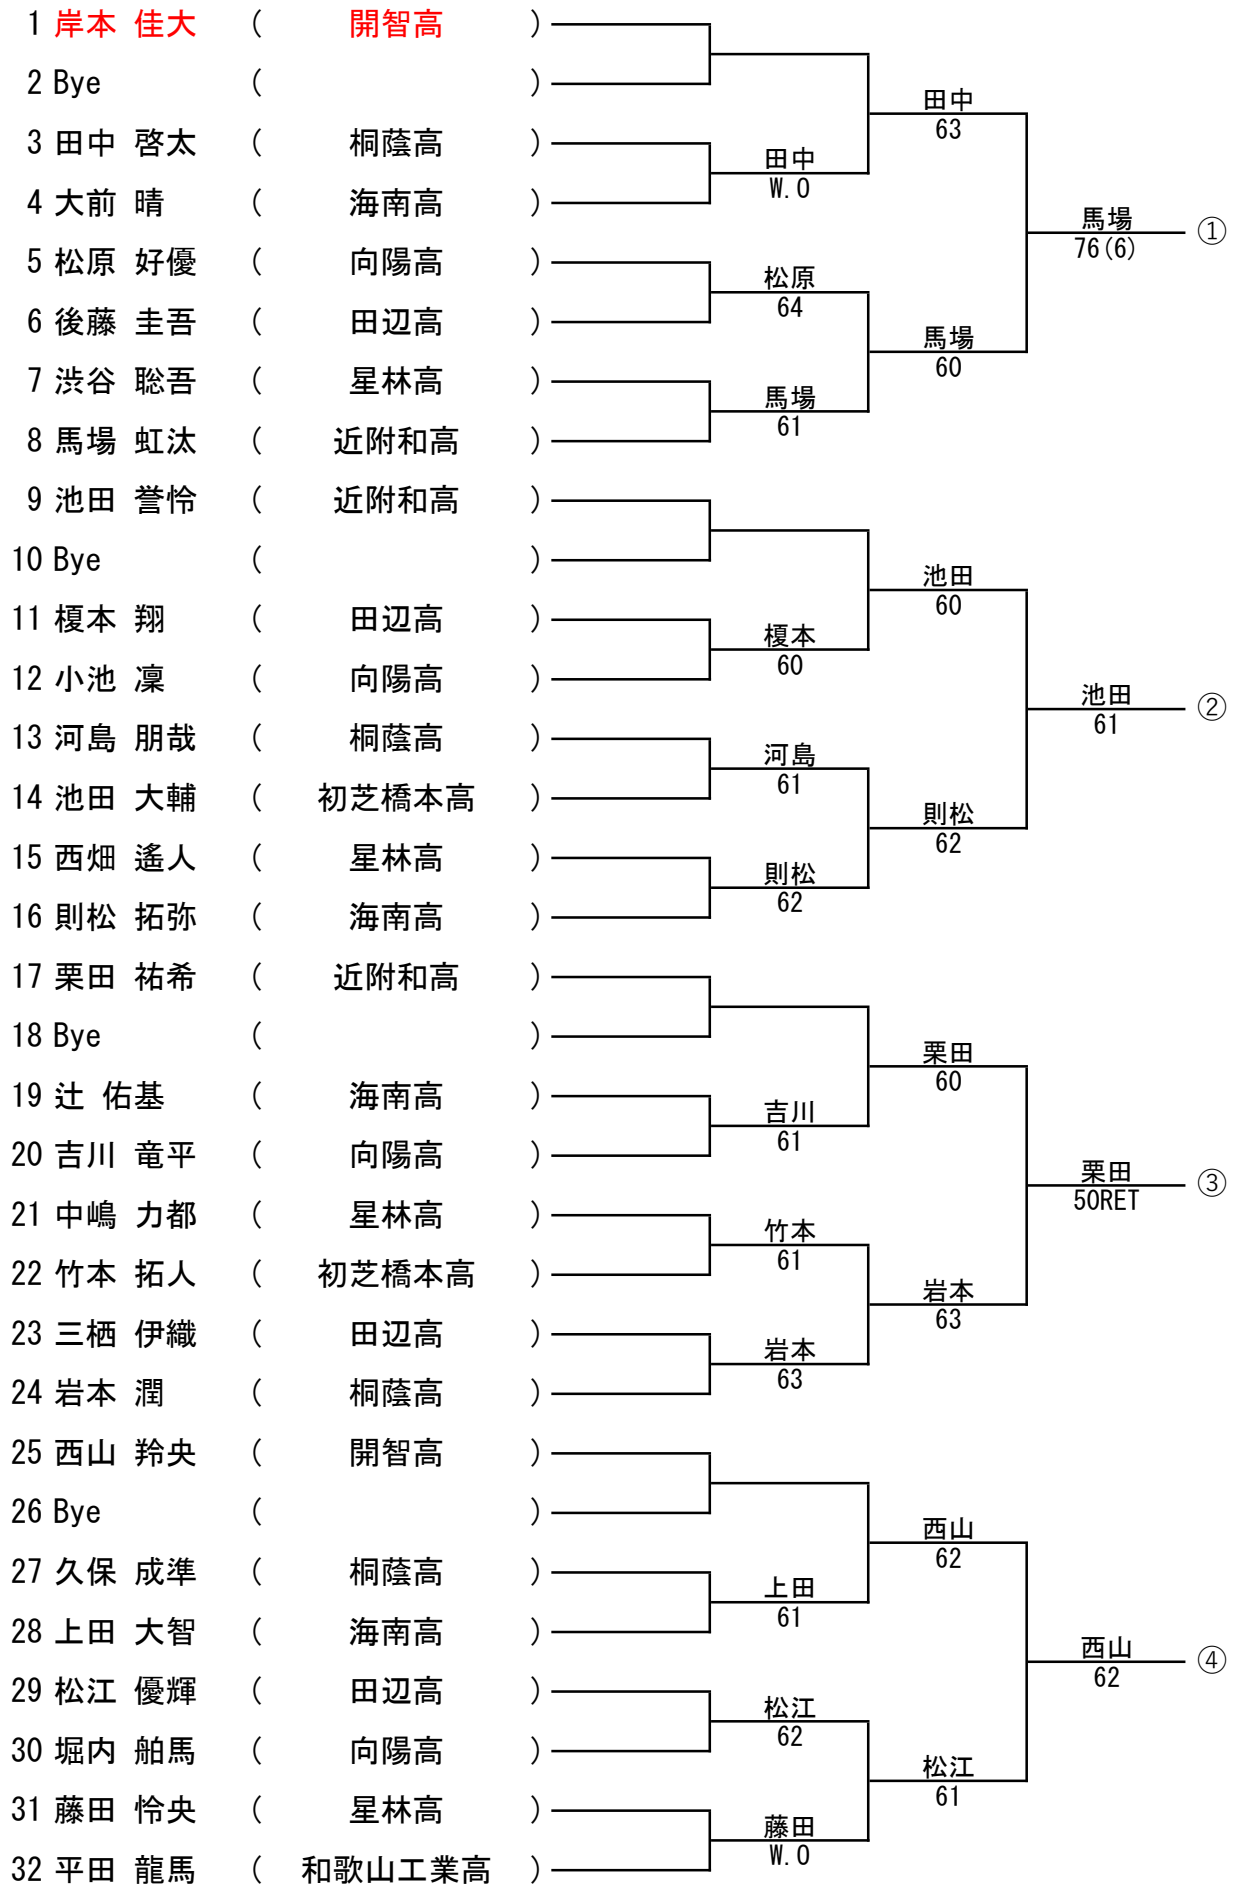 1 岸本 佳大 ( 開智高 )
2 Bye ( )
田中
63
3 田中 啓太 ( 桐蔭高 )
田中
W.O
4 大前 晴 ( 海南高 )
馬場 ①
76(6)
5 松原 好優 ( 向陽高 )
松原
64
6 後藤 圭吾 ( 田辺高 )
馬場
60
7 渋谷 聡吾 ( 星林高 )
馬場
61
8 馬場 虹汰 ( 近附和高 )
9 池田 誉怜 ( 近附和高 )
10 Bye ( )
池田
60
11 榎本 翔 ( 田辺高 )
榎本
60
12 小池 凜 ( 向陽高 )
池田 ②
61
13 河島 朋哉 ( 桐蔭高 )
河島
61
14 池田 大輔 ( 初芝橋本高 )
則松
62
15 西畑 遙人 ( 星林高 )
則松
62
16 則松 拓弥 ( 海南高 )
17 栗田 祐希 ( 近附和高 )
18 Bye ( )
栗田
60
19 辻 佑基 ( 海南高 )
吉川
61
20 吉川 竜平 ( 向陽高 )
栗田 ③
50RET
21 中嶋 力都 ( 星林高 )
竹本
61
22 竹本 拓人 ( 初芝橋本高 )
岩本
63
23 三栖 伊織 ( 田辺高 )
岩本
63
24 岩本 潤 ( 桐蔭高 )
25 西山 羚央 ( 開智高 )
26 Bye ( )
西山
62
27 久保 成準 ( 桐蔭高 )
上田
61
28 上田 大智 ( 海南高 )
西山 ④
62
29 松江 優輝 ( 田辺高 )
松江
62
30 堀内 舶馬 ( 向陽高 )
松江
61
31 藤田 怜央 ( 星林高 )
藤田
W.O
32 平田 龍馬 ( 和歌山工業高 )